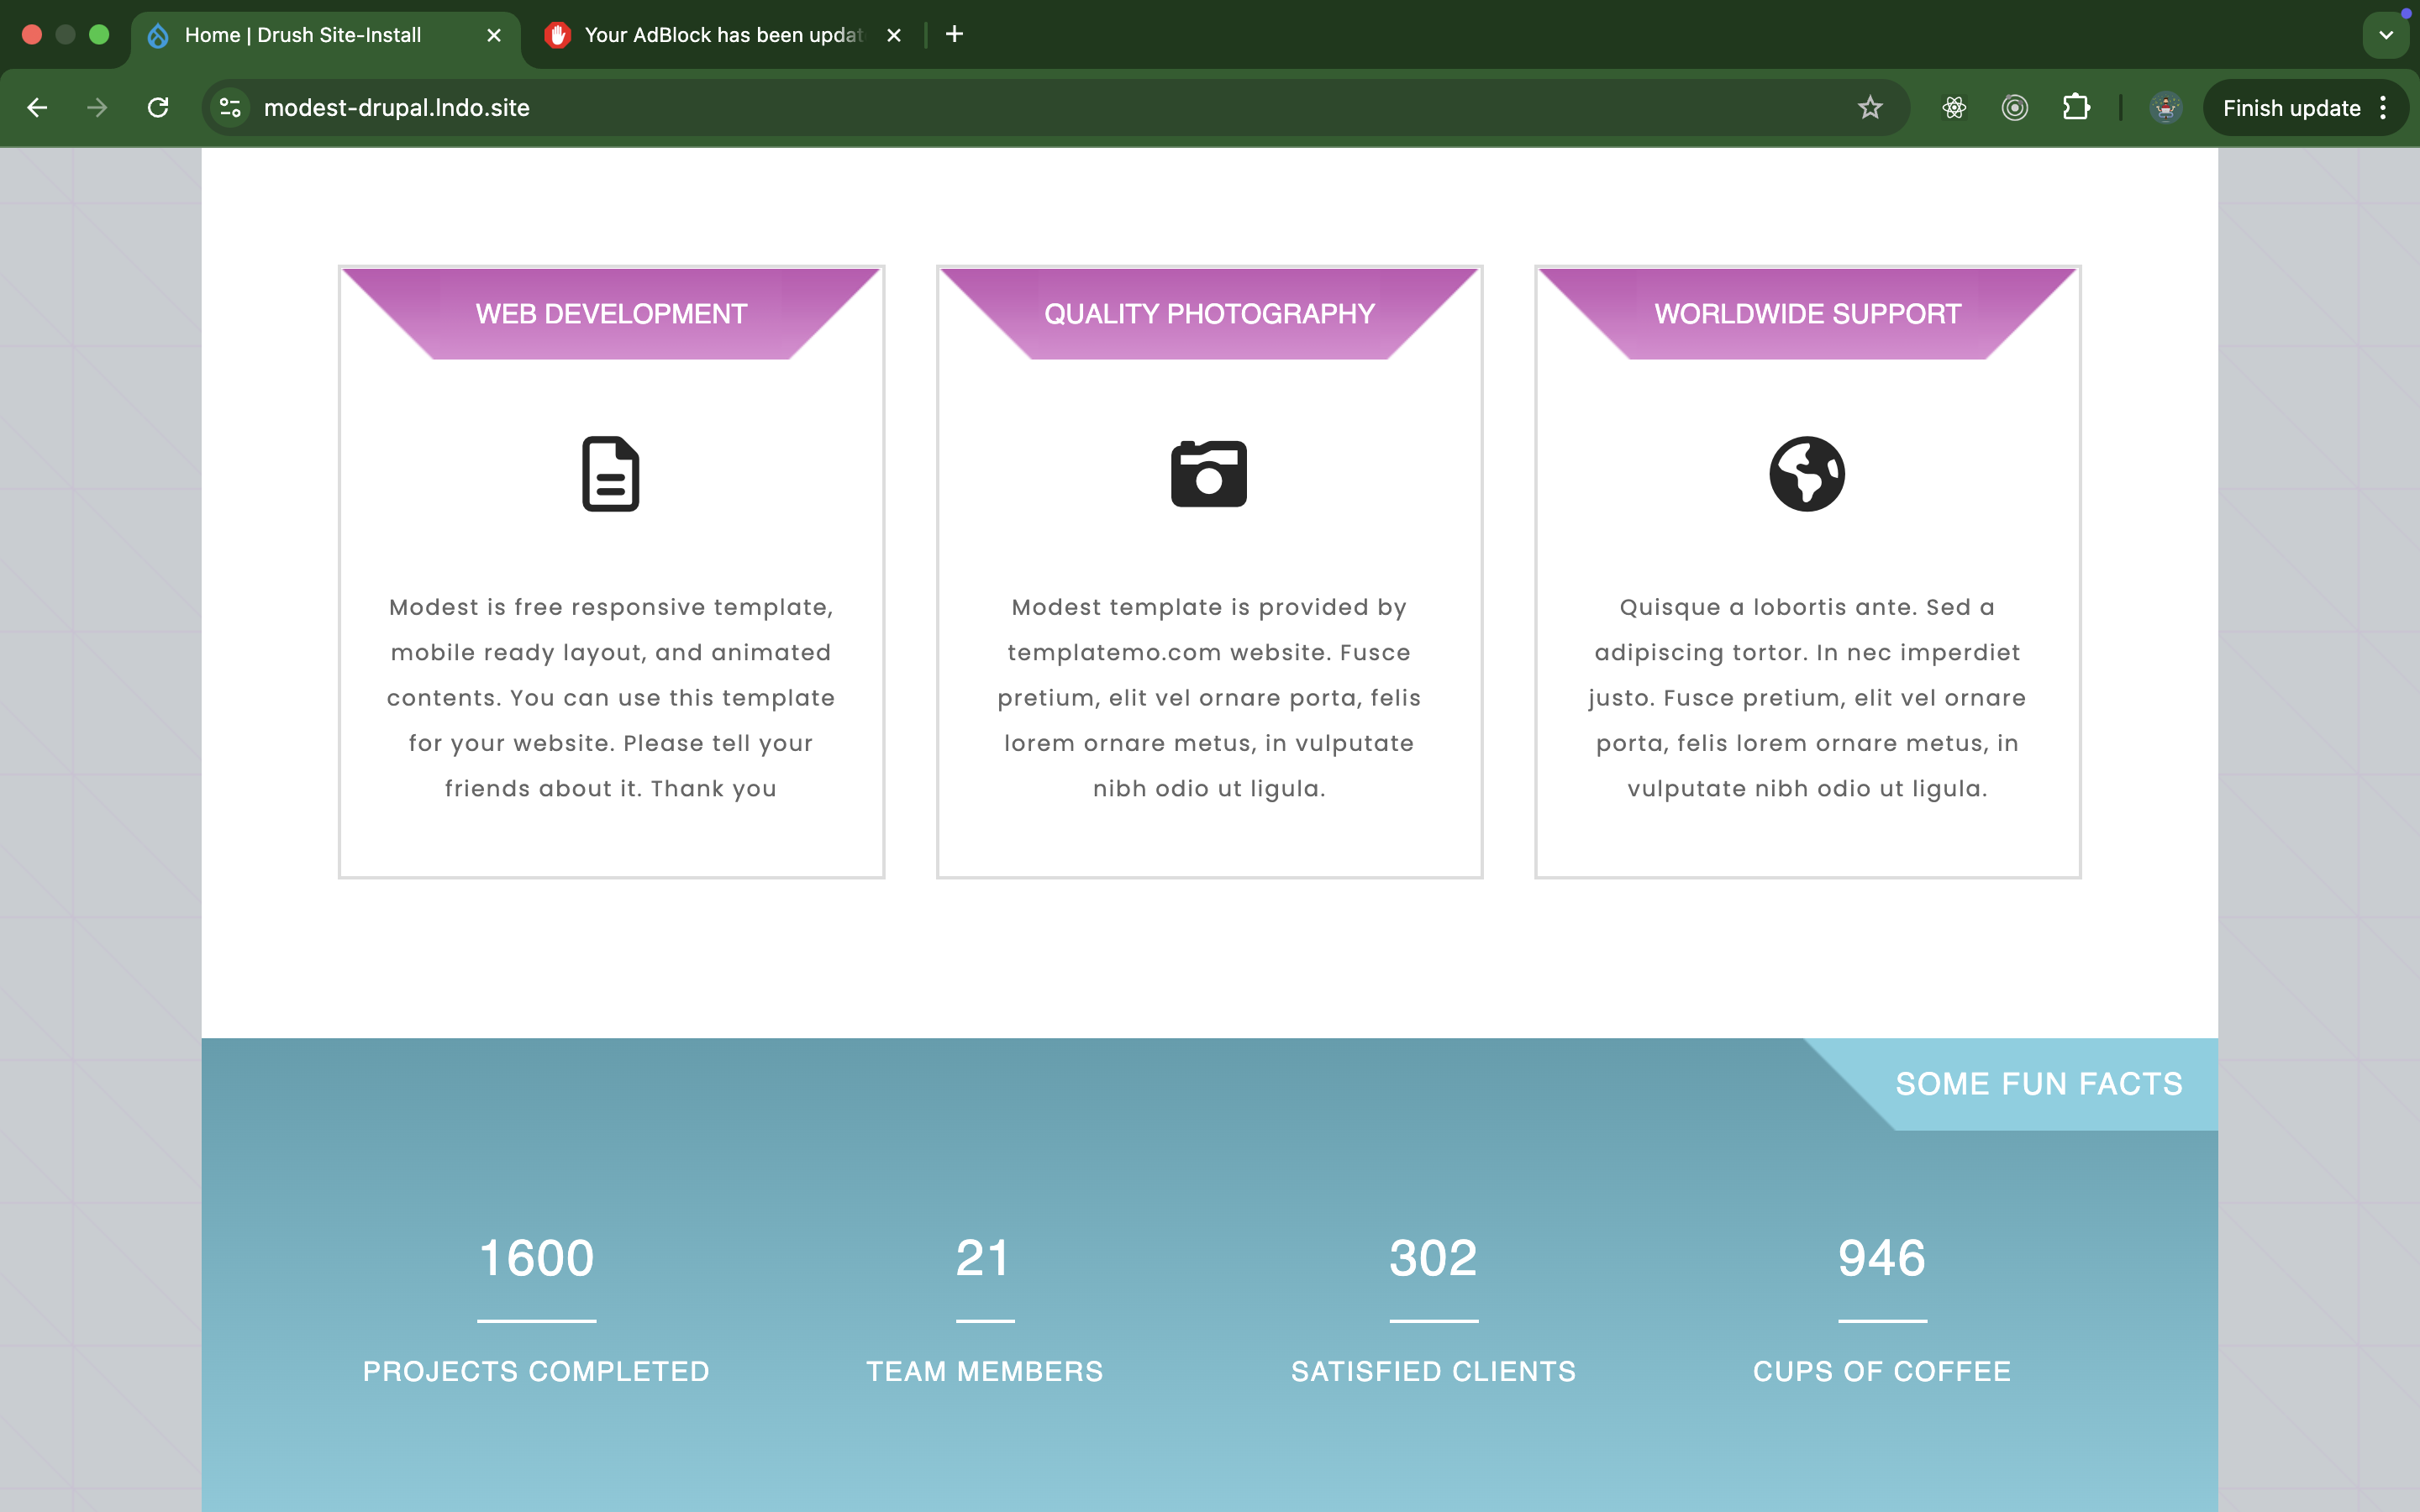 Home | Drush Site-Install
Your AdBlock has been updat
modest-drupal.lndo.site
Finish update
WEB DEVELOPMENT
Modest is free responsive template,
mobile ready layout, and animated
contents. You can use this template
for your website. Please tell your
friends about it. Thank you
QUALITY PHOTOGRAPHY
Modest template is provided by
templatemo.com website. Fusce
pretium, elit vel ornare porta, felis
lorem ornare metus, in vulputate
nibh odio ut ligula.
WORLDWIDE SUPPORT
Quisque a lobortis ante. Sed a
adipiscing tortor. In nec imperdiet
justo. Fusce pretium, elit vel ornare
porta, felis lorem ornare metus, in
vulputate nibh odio ut ligula.
SOME FUN FACTS
1600
PROJECTS COMPLETED
21
TEAM MEMBERS
302
SATISFIED CLIENTS
946
CUPS OF COFFEE